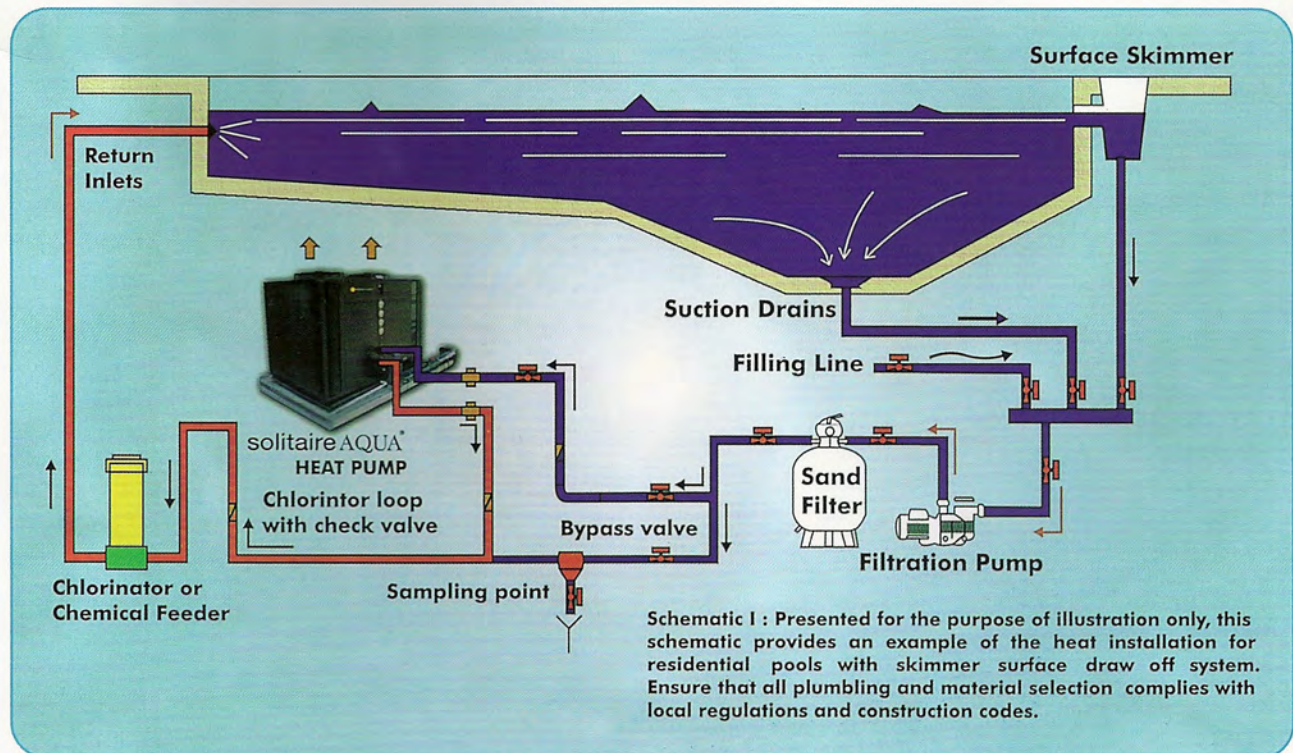 Surface Skimmer
Return
Inlets
Suction Drains
Filling Line
solitaire AQUA®
HEAT PUMP
Chlorintor loop
with check valve
Bypass valve
Sand
Filter
Filtration Pump
Chlorinator or
Chemical Feeder
Sampling point
Schematic I : Presented for the purpose of illustration only, this
schematic provides an example of the heat installation for
residential pools with skimmer surface draw off system.
Ensure that all plumbing and material selection complies with
local regulations and construction codes.